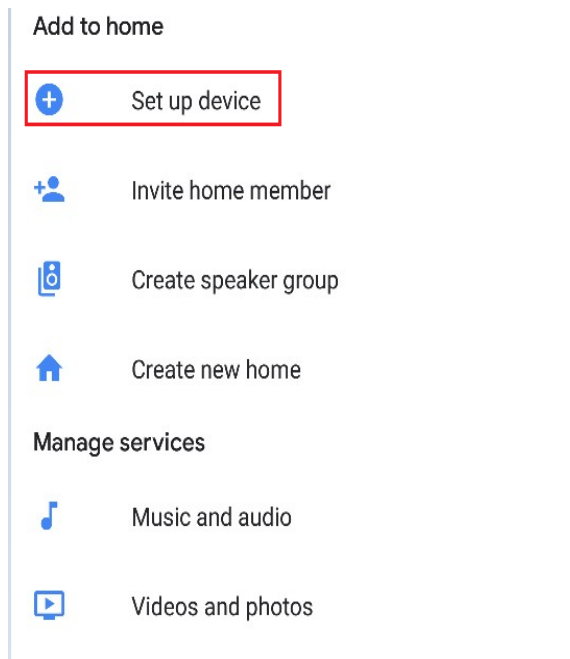 Add to home
Set up device
Invite home member
Create speaker group
Create new home
Manage services
Music and audio
Videos and photos